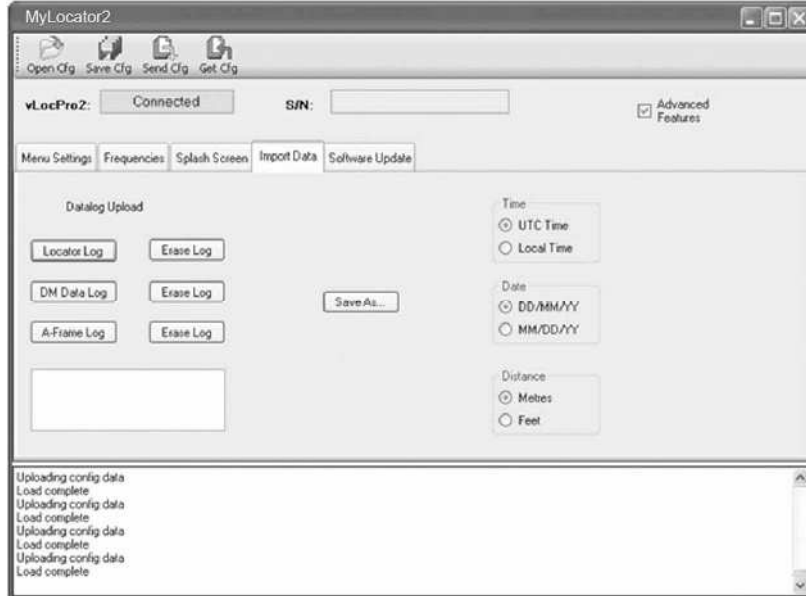 MyLocator2
Open Cfg Save Cfg Send Cfg Get Cfg
vLocPro2: Connected S/N: Advanced Features
Menu Settings Frequencies Splash Screen Import Data Software Update
Datalog Upload
Locator Log Erase Log
DM Data Log Erase Log
A-Frame Log Erase Log
Save As...
Time
UTC Time
Local Time
Date
DD/MM/YY
MM/DD/YY
Distance
Metres
Feet
Uploading config data
Load complete
Uploading config data
Load complete
Uploading config data
Load complete
Uploading config data
Load complete